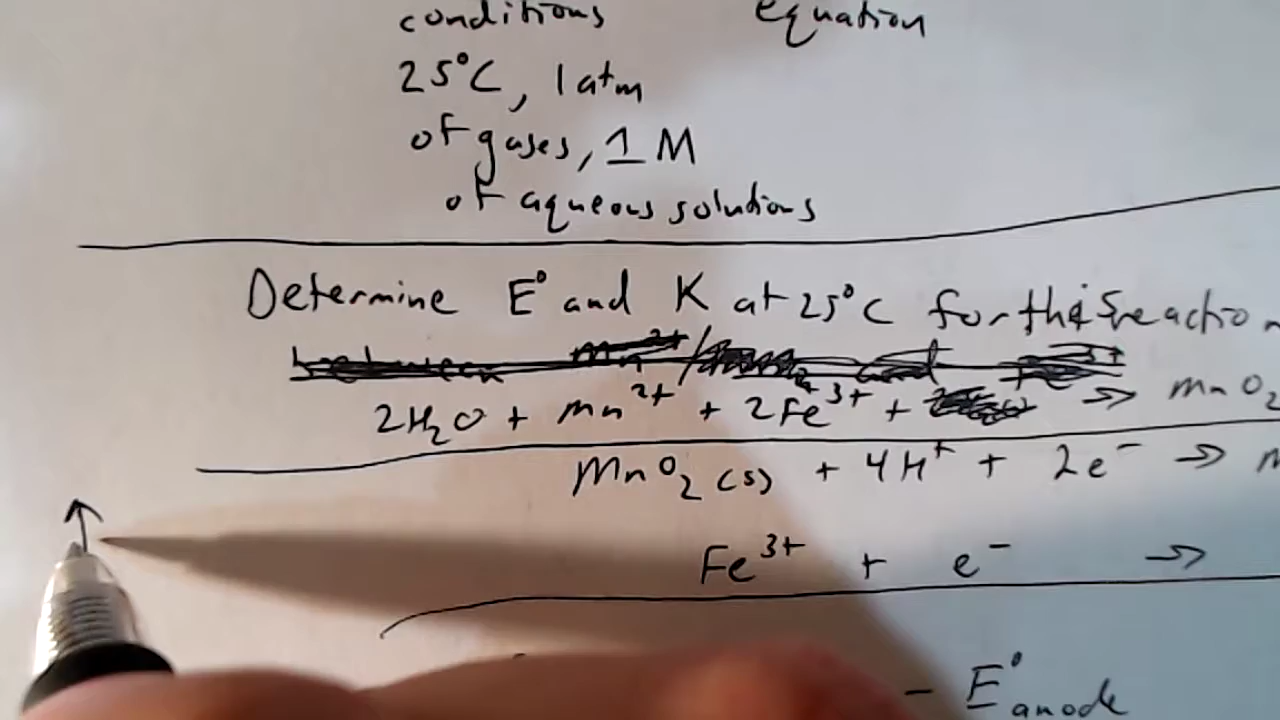 conditions equation
25°C, 1 atm
of gases, 1 M
of aqueous solutions
Determine E° and K at 25°C for this reaction
2H₂O + Mn²⁺ + 2Fe³⁺ + → MnO₂
MnO₂(s) + 4H⁺ + 2e⁻ →
Fe³⁺ + e⁻ →
- E°anode